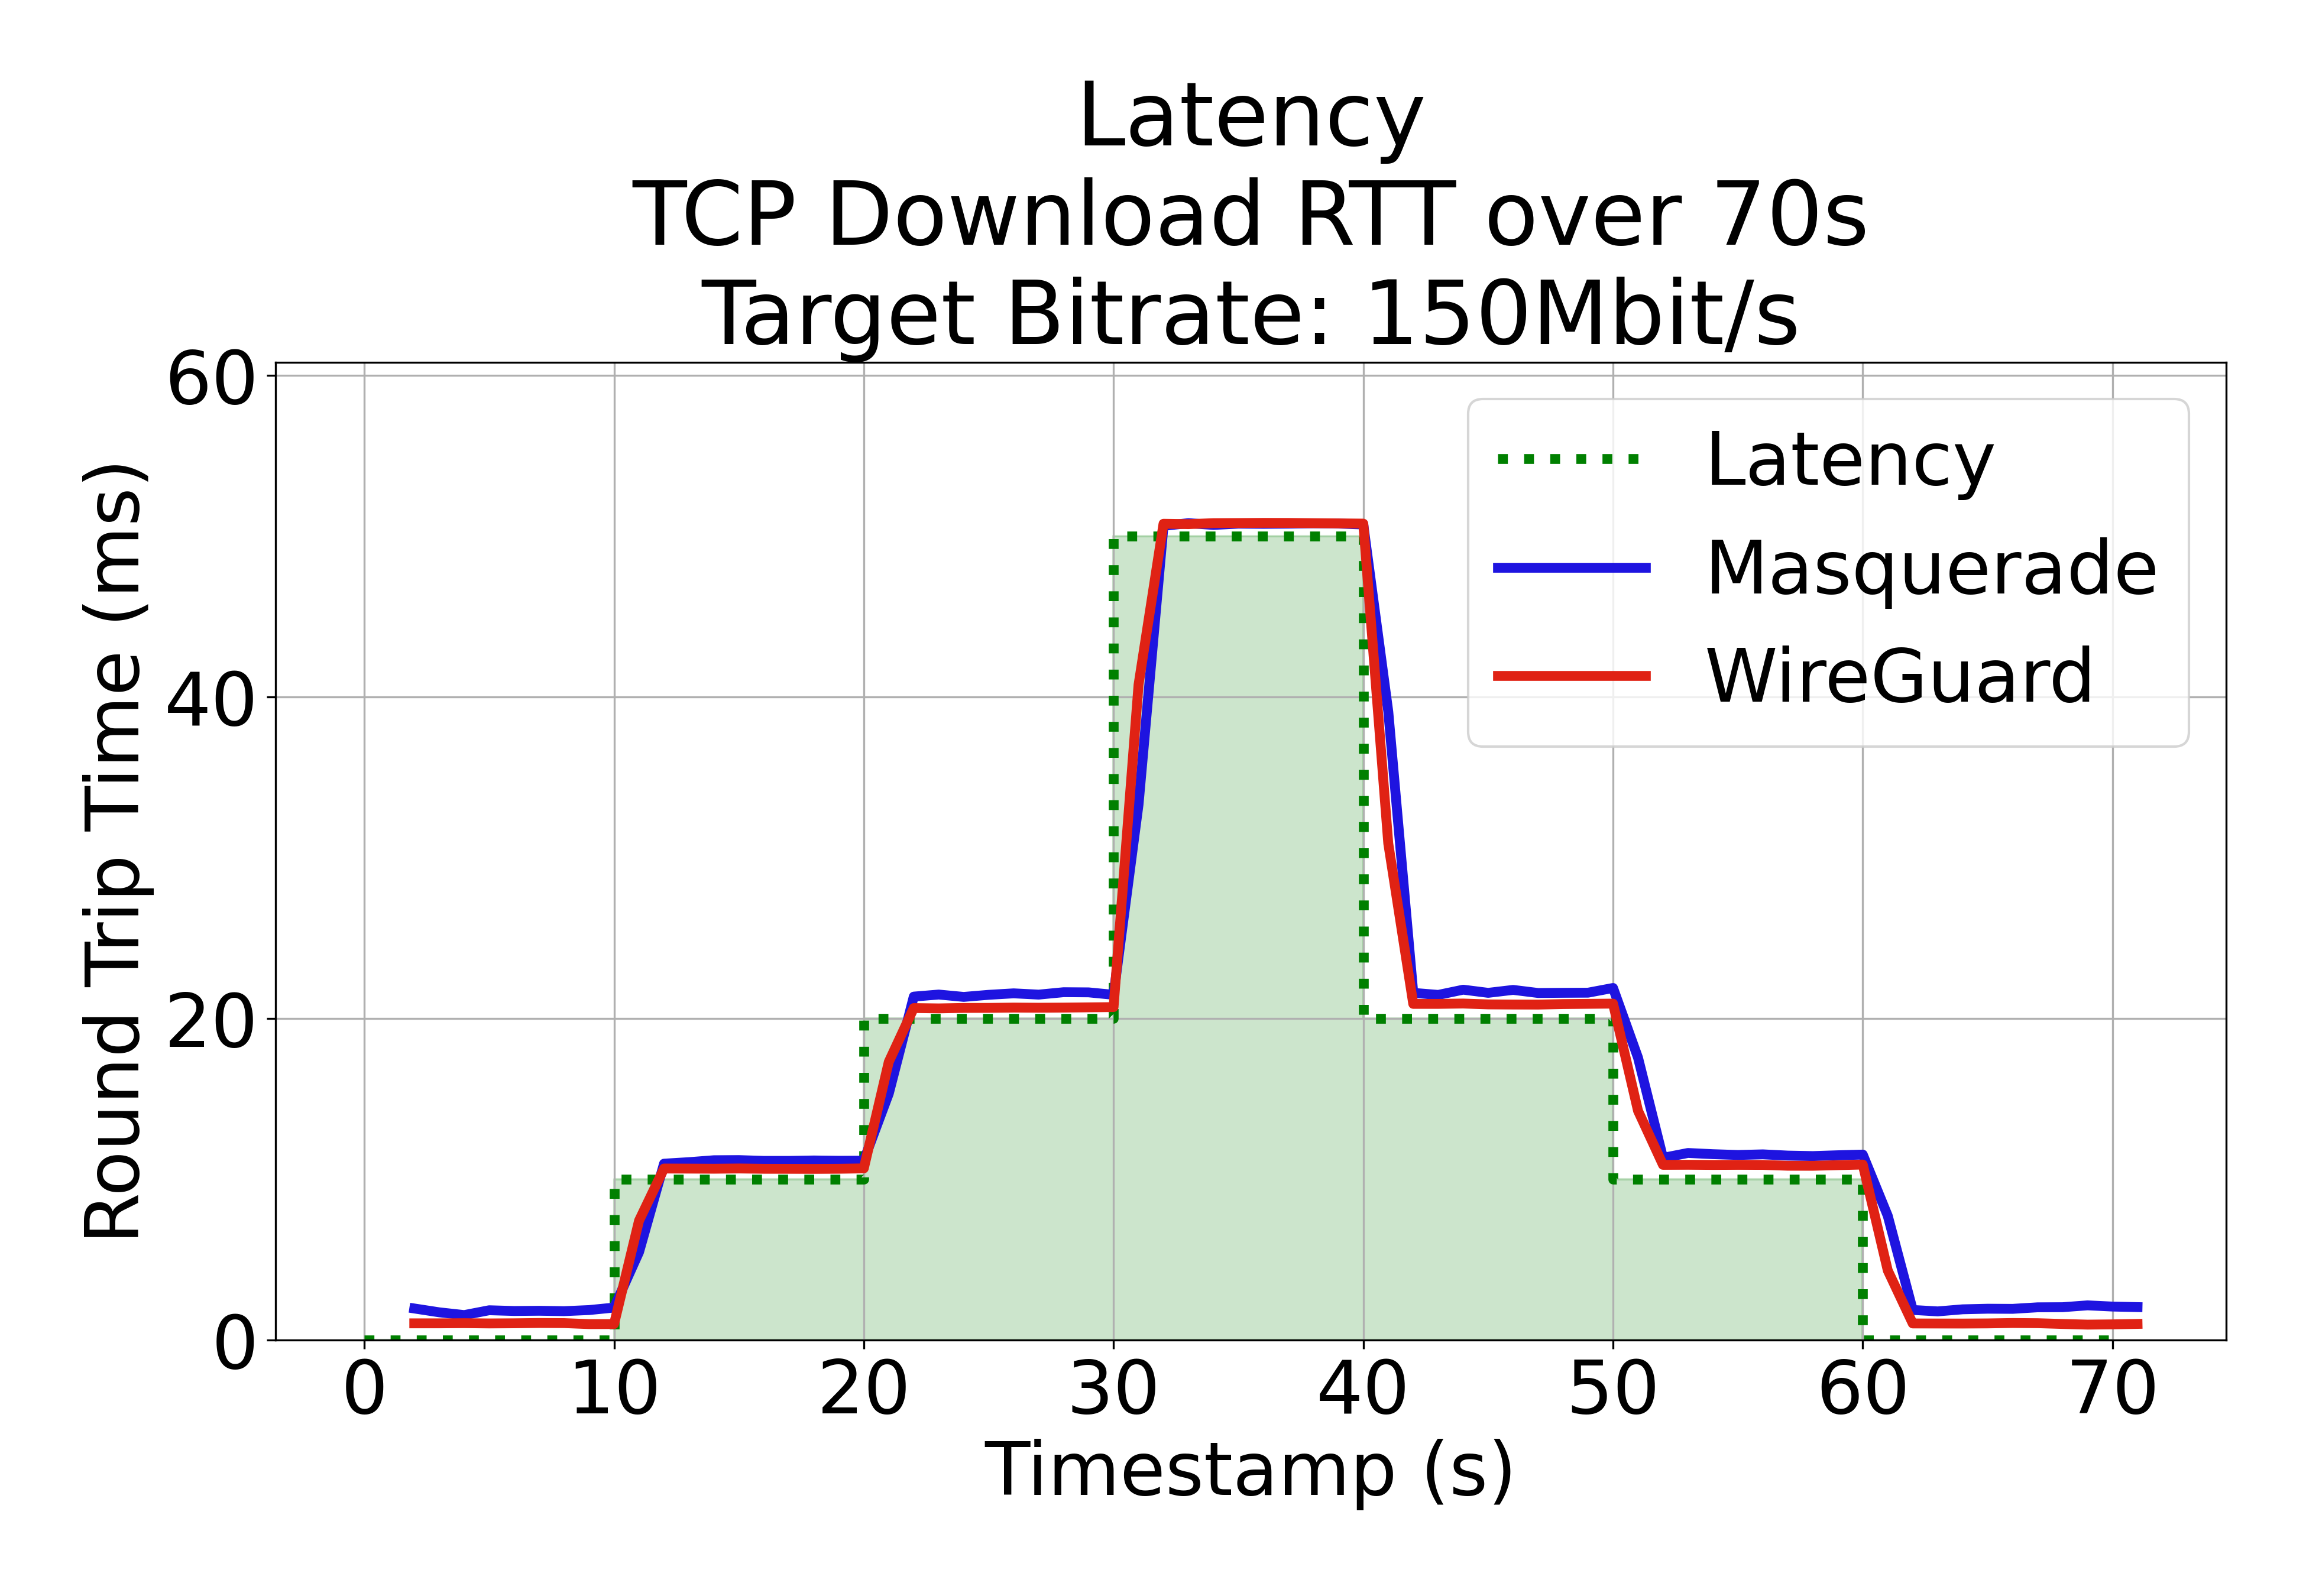 Latency
TCP Download RTT over 70s
Target Bitrate: 150Mbit/s
60
40
20
0
Round Trip Time (ms)
Latency
Masquerade
WireGuard
0 10 20 30 40 50 60 70
Timestamp (s)